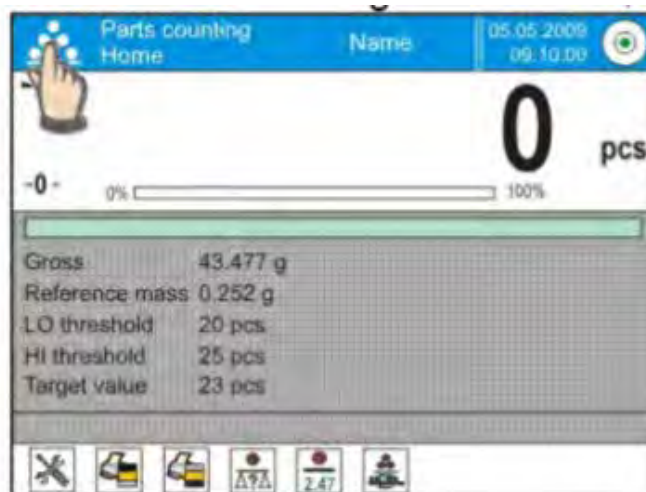 Parts counting
Home
Name
05.05.2009
09:10:00
0
pcs
-0-
0%
100%
Gross 43.477 g
Reference mass 0.252 g
LO threshold 20 pcs
HI threshold 25 pcs
Target value 23 pcs
2.47